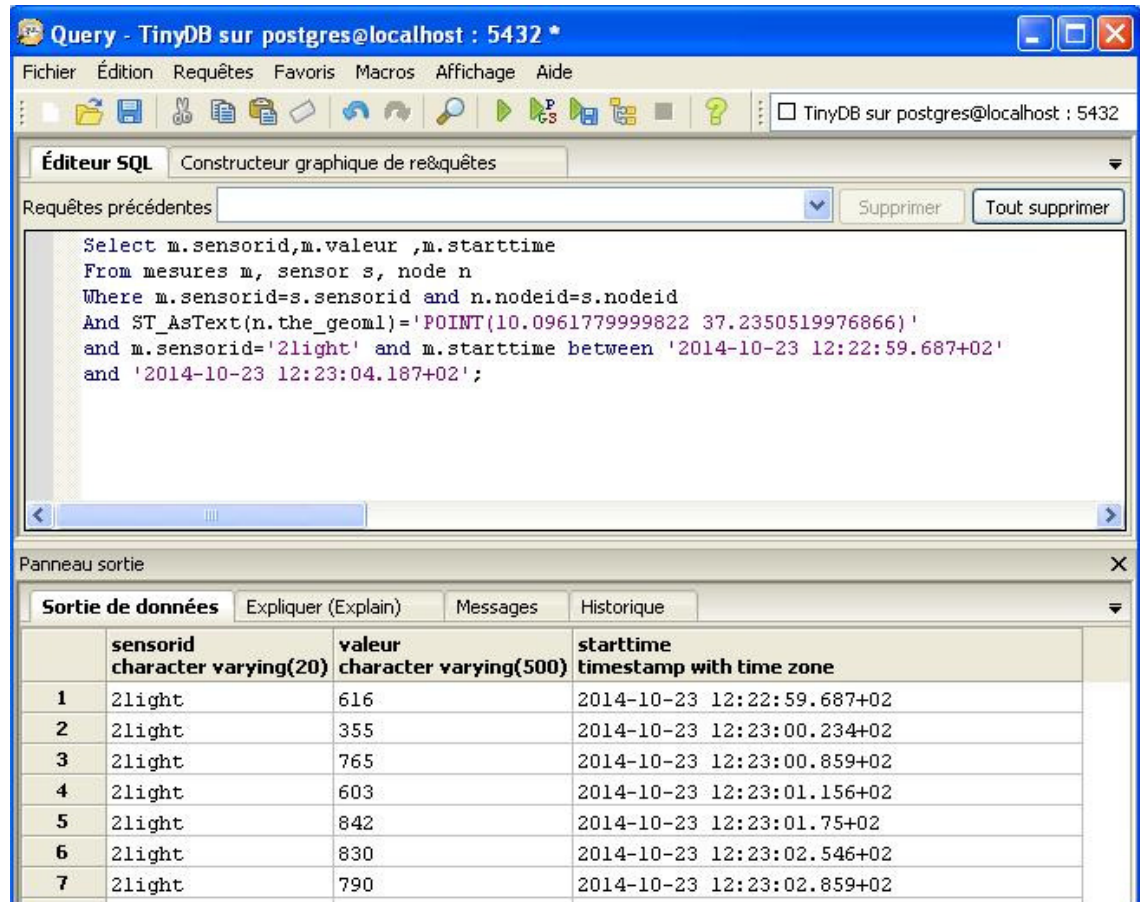 Query - TinyDB sur postgres@localhost : 5432 *
Fichier Édition Requêtes Favoris Macros Affichage Aide
TinyDB sur postgres@localhost : 5432
Éditeur SQL Constructeur graphique de re&quêtes
Requêtes précédentes Supprimer Tout supprimer
Select m.sensorid,m.valeur ,m.starttime
From mesures m, sensor s, node n
Where m.sensorid=s.sensorid and n.nodeid=s.nodeid
And ST_AsText(n.the_geom1)='POINT(10.0961779999822 37.2350519976866)'
and m.sensorid='2light' and m.starttime between '2014-10-23 12:22:59.687+02'
and '2014-10-23 12:23:04.187+02';
Panneau sortie
Sortie de données Expliquer (Explain) Messages Historique
sensorid valeur starttime
character varying(20) character varying(500) timestamp with time zone
1 2light 616 2014-10-23 12:22:59.687+02
2 2light 355 2014-10-23 12:23:00.234+02
3 2light 765 2014-10-23 12:23:00.859+02
4 2light 603 2014-10-23 12:23:01.156+02
5 2light 842 2014-10-23 12:23:01.75+02
6 2light 830 2014-10-23 12:23:02.546+02
7 2light 790 2014-10-23 12:23:02.859+02